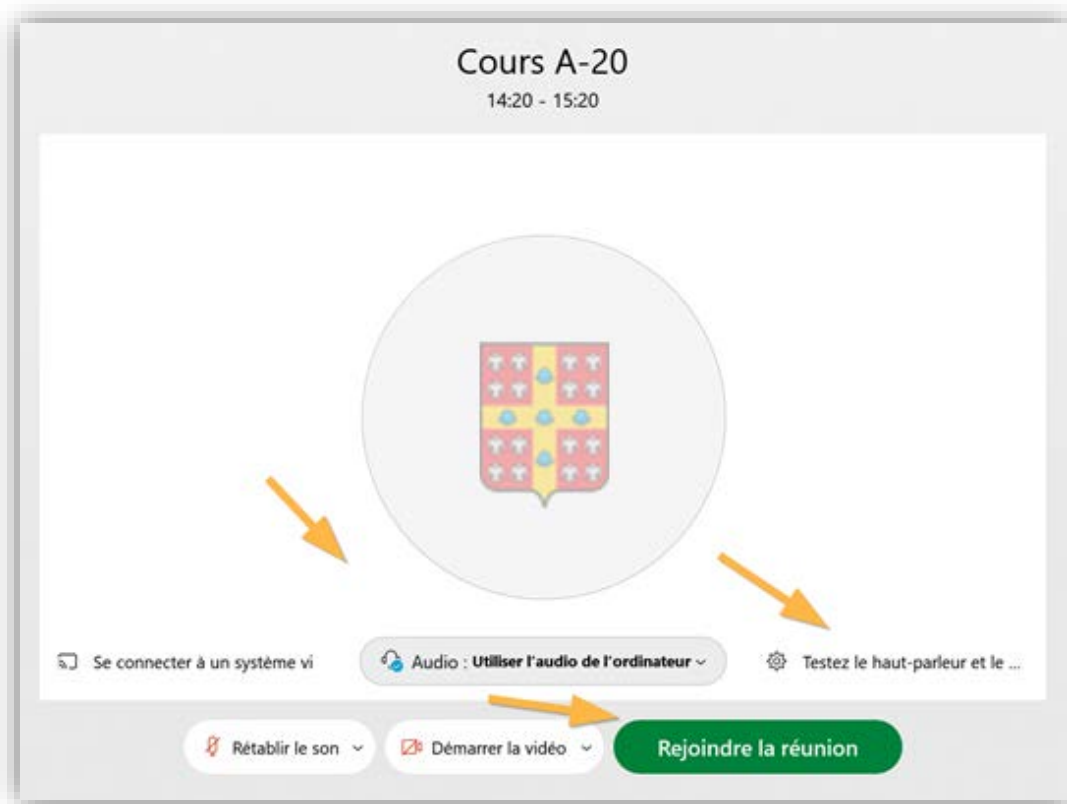 Cours A-20
14:20 - 15:20
Se connecter à un système vi
Audio : Utiliser l'audio de l'ordinateur
Testez le haut-parleur et le ...
Rétablir le son
Démarrer la vidéo
Rejoindre la réunion